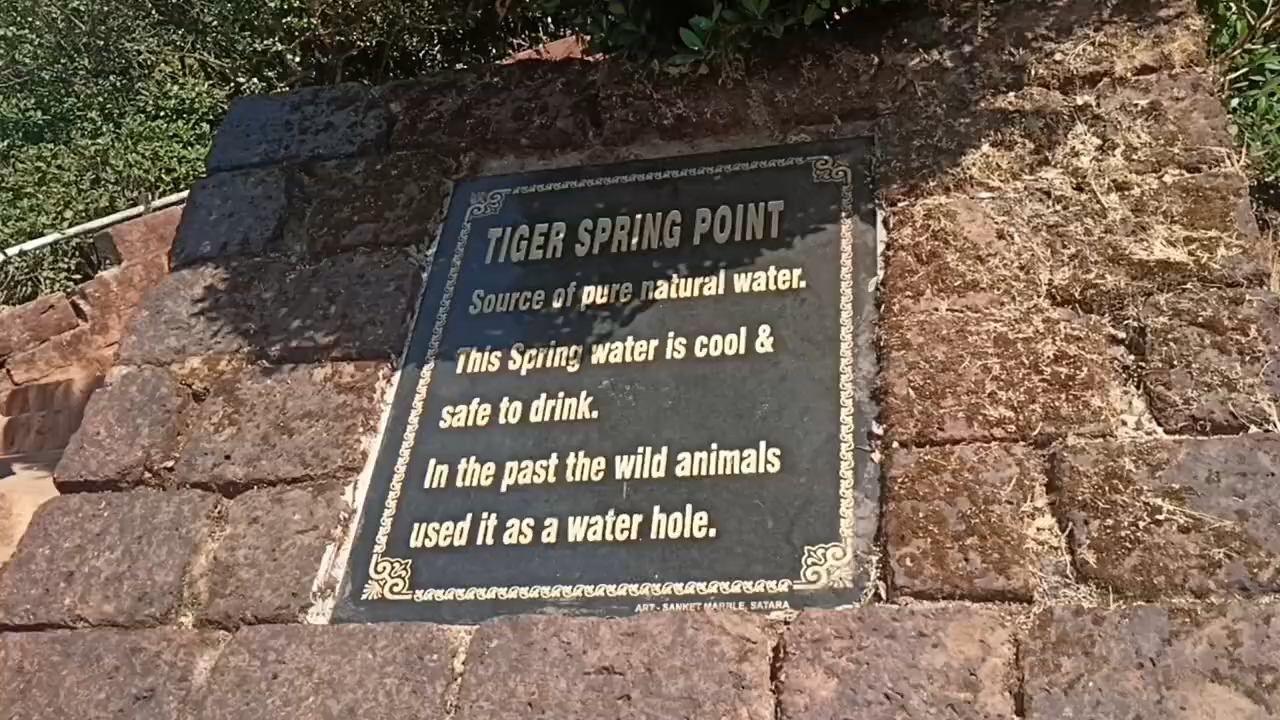 TIGER SPRING POINT
Source of pure natural water.
This Spring water is cool &
safe to drink.
In the past the wild animals
used it as a water hole.
ART - SANKET MARBLE, SATARA